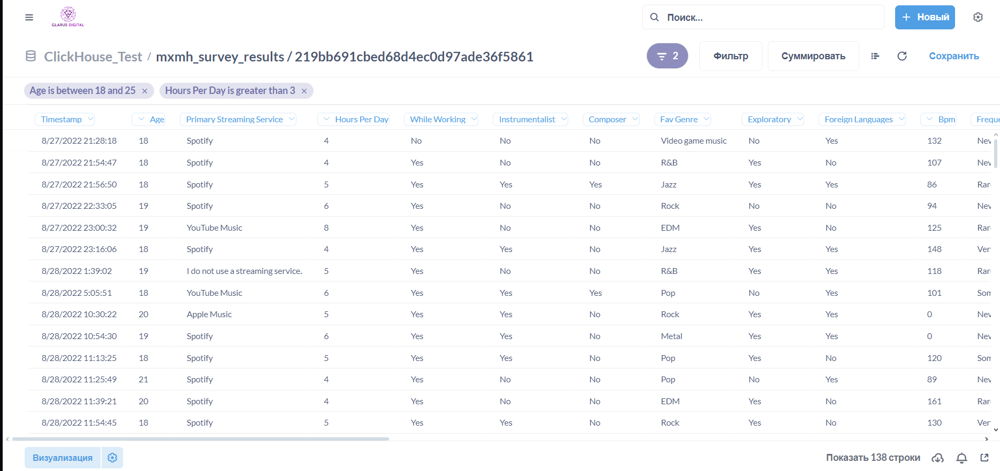 GLARUS DIGITAL
Поиск...
+ Новый
ClickHouse_Test / mxmh_survey_results / 219bb691cbed68d4ec0d97ade36f5861
2
Фильтр
Суммировать
Сохранить
Age is between 18 and 25 ×
Hours Per Day is greater than 3 ×
Timestamp Age Primary Streaming Service Hours Per Day While Working Instrumentalist Composer Fav Genre Exploratory Foreign Languages Bpm Freque
8/27/2022 21:28:18 18 Spotify 4 No No No Video game music No Yes 132 Nev
8/27/2022 21:54:47 18 Spotify 4 Yes No No R&B Yes No 107 Nev
8/27/2022 21:56:50 18 Spotify 5 Yes Yes Yes Jazz Yes Yes 86 Rar
8/27/2022 22:33:05 19 Spotify 6 Yes No No Rock No No 94 Nev
8/27/2022 23:00:32 19 YouTube Music 8 Yes No No EDM Yes No 125 Rar
8/27/2022 23:16:06 18 Spotify 4 Yes Yes No Jazz Yes Yes 148 Ver
8/28/2022 1:39:02 19 I do not use a streaming service. 5 Yes No No R&B Yes Yes 118 Rar
8/28/2022 5:05:51 18 YouTube Music 6 Yes Yes Yes Pop No Yes 101 Som
8/28/2022 10:30:22 20 Apple Music 5 Yes Yes No Rock Yes Yes 0 Nev
8/28/2022 10:54:30 19 Spotify 6 Yes Yes No Metal Yes Yes 0 Nev
8/28/2022 11:13:25 18 Spotify 5 Yes Yes No Pop Yes No 120 Som
8/28/2022 11:25:49 21 Spotify 4 Yes No No Pop No Yes 89 Nev
8/28/2022 11:39:21 20 Spotify 4 Yes No No EDM Yes No 161 Rar
8/28/2022 11:54:45 18 Spotify 5 Yes Yes No Rock Yes No 130 Ver
Визуализация
Показать 138 строки